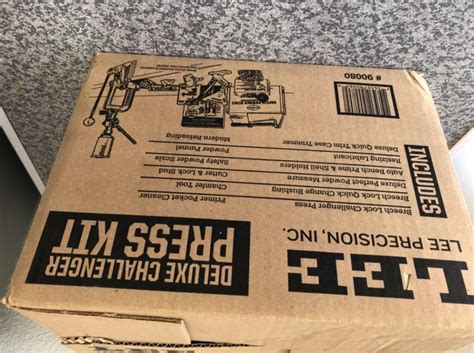 LEE
LEE PRECISION, INC.
DELUXE CHALLENGER
PRESS KIT
INCLUDES
Breech Lock Challenger Press
Breech Lock Quick Change Bushing
Deluxe Perfect Powder Measure
Auto Bench Prime & Shell Holders
Resizing Lubricant
Deluxe Quick Trim Case Trimmer
Primer Pocket Cleaner
Chamfer Tool
Cutter & Lock Stud
Safety Powder Scale
Powder Funnel
Modern Reloading
# 90080